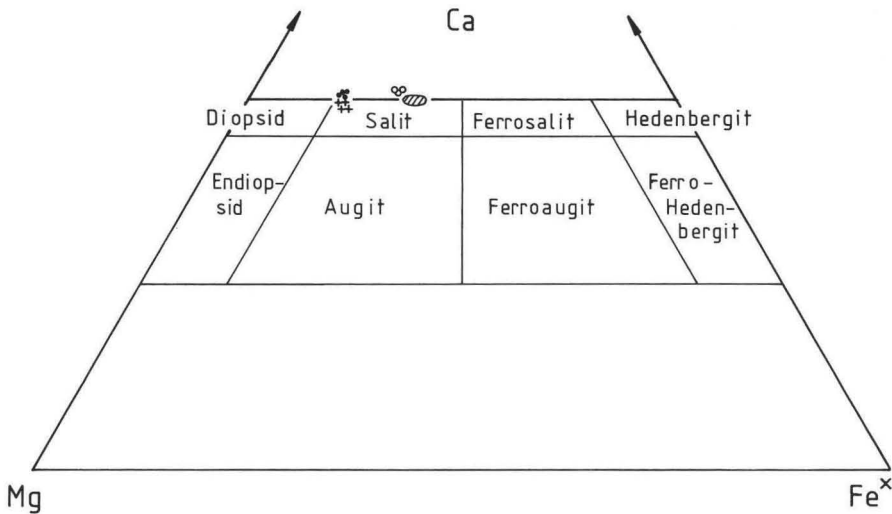 Ca
Diopsid
Salit
Ferrosalit
Hedenbergit
Endiop-
sid
Augit
Ferroaugit
Ferro-
Heden-
bergit
Mg
Fe^x